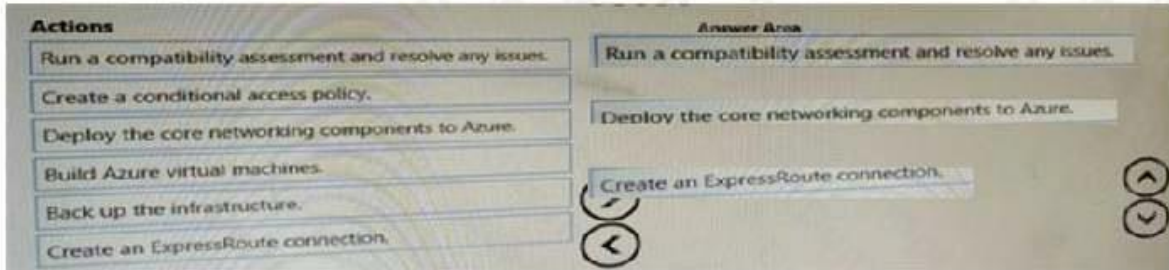 Actions
Run a compatibility assessment and resolve any issues.
Create a conditional access policy.
Deploy the core networking components to Azure.
Build Azure virtual machines.
Back up the infrastructure.
Create an ExpressRoute connection.
Answer Area
Run a compatibility assessment and resolve any issues.
Deploy the core networking components to Azure.
Create an ExpressRoute connection.